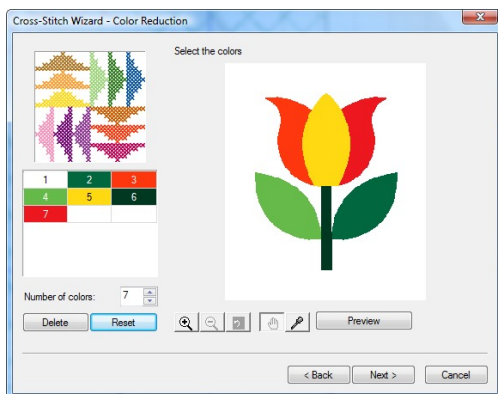 Cross-Stitch Wizard - Color Reduction
Select the colors
1 2 3
4 5 6
7
Number of colors: 7
Delete Reset Preview
< Back Next > Cancel